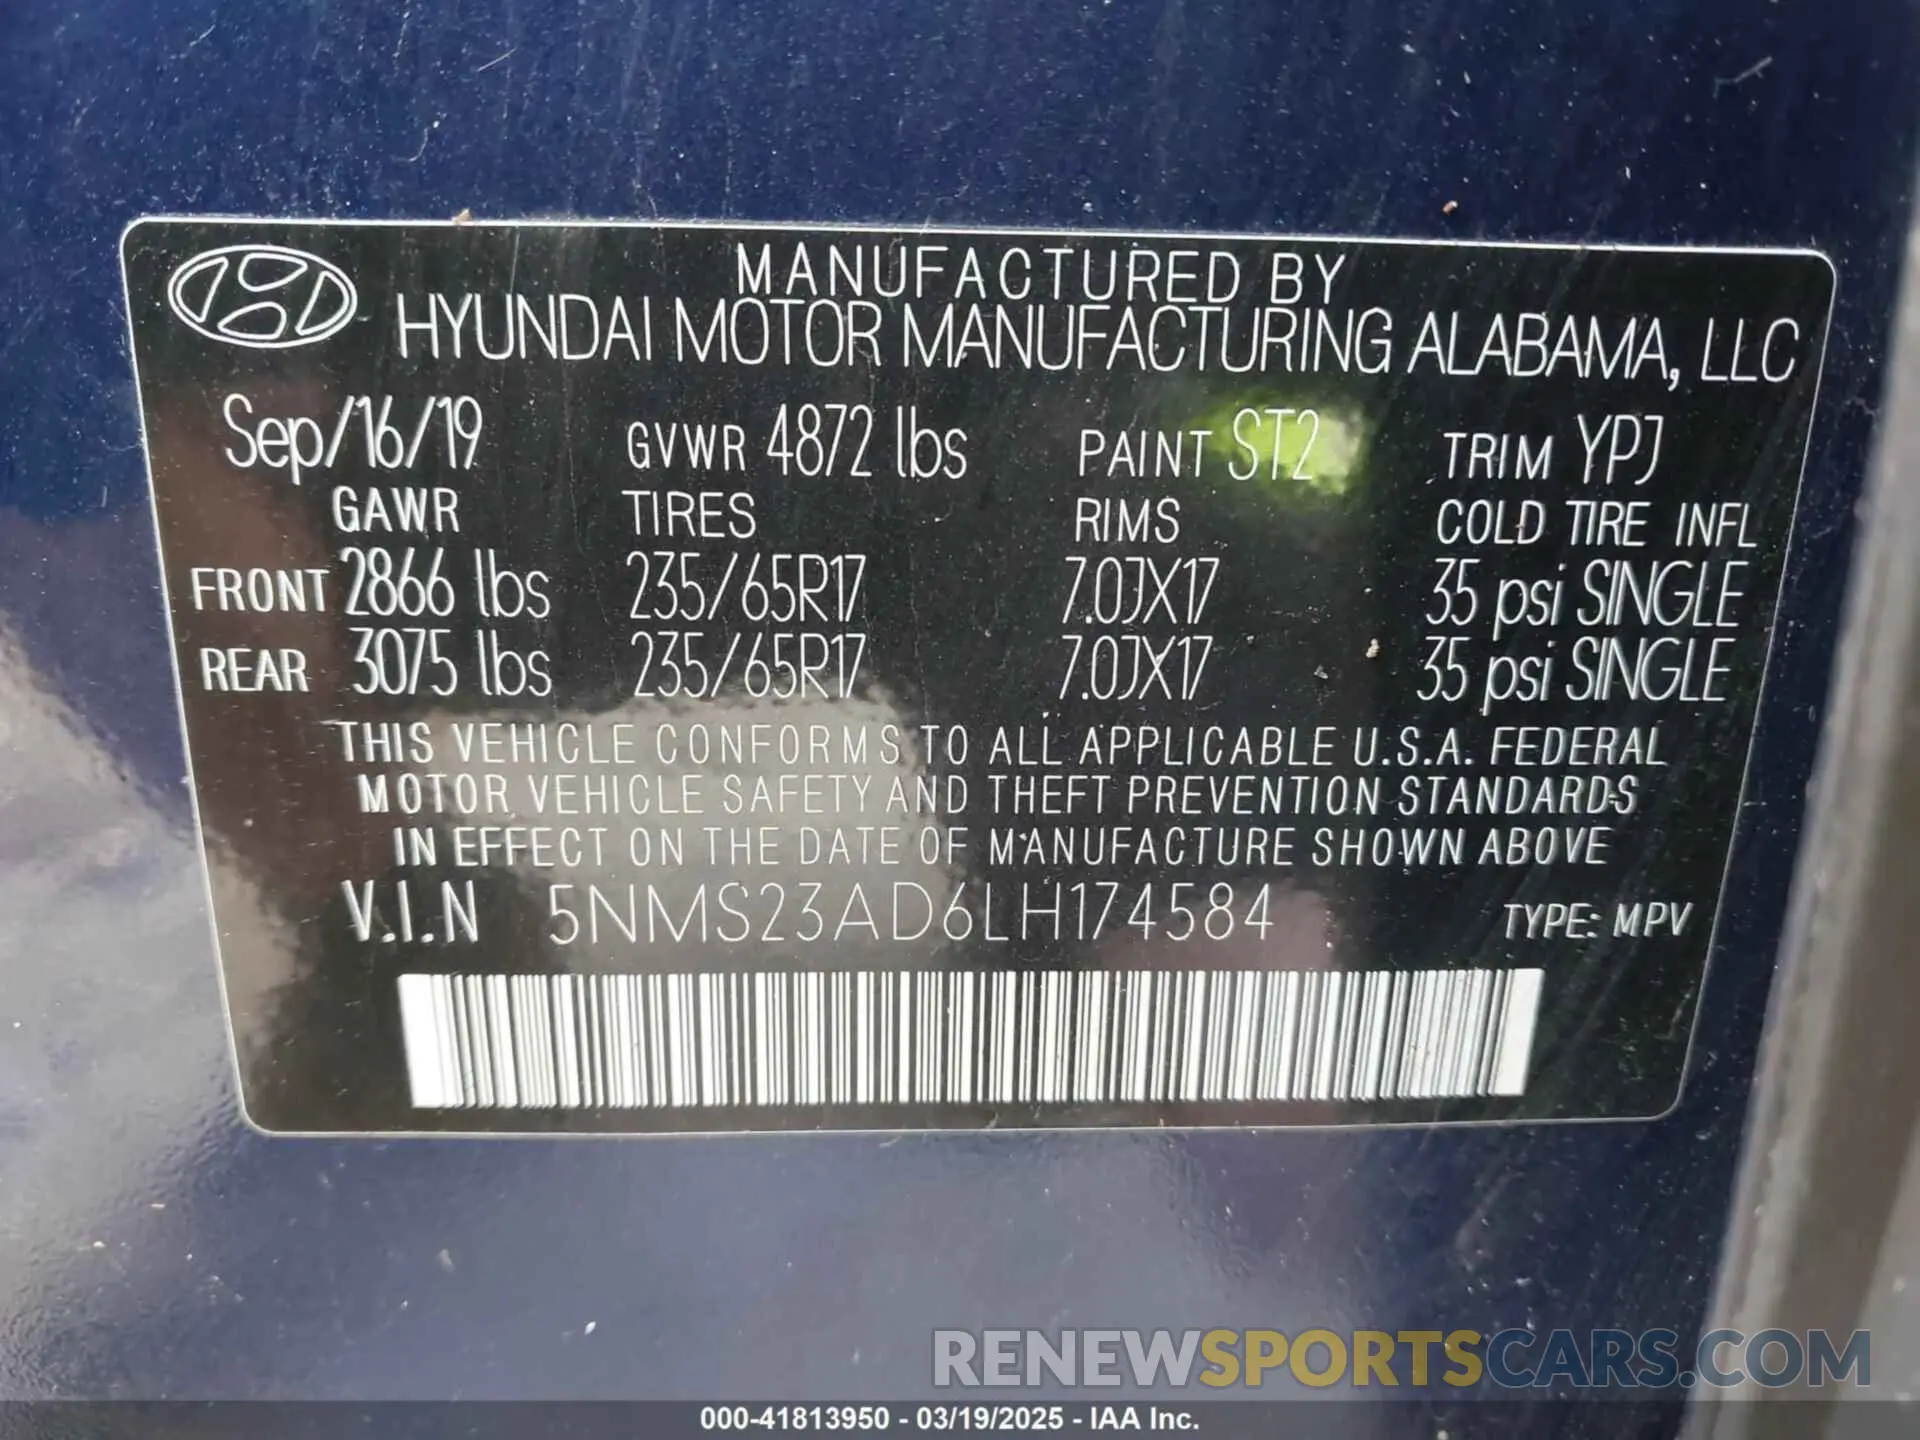 MANUFACTURED BY
HYUNDAI MOTOR MANUFACTURING ALABAMA, LLC
Sep/16/19 GVWR 4872 lbs PAINT ST2 TRIM YPJ
GAWR TIRES RIMS COLD TIRE INFL
FRONT 2866 lbs 235/65R17 7.0JX17 35 psi SINGLE
REAR 3075 lbs 235/65R17 7.0JX17 35 psi SINGLE
THIS VEHICLE CONFORMS TO ALL APPLICABLE U.S.A. FEDERAL
MOTOR VEHICLE SAFETY AND THEFT PREVENTION STANDARDS
IN EFFECT ON THE DATE OF MANUFACTURE SHOWN ABOVE
V.I.N 5NMS23AD6LH174584 TYPE: MPV
RENEWSPORTSCARS.COM
000-41813950 - 03/19/2025 - IAA Inc.